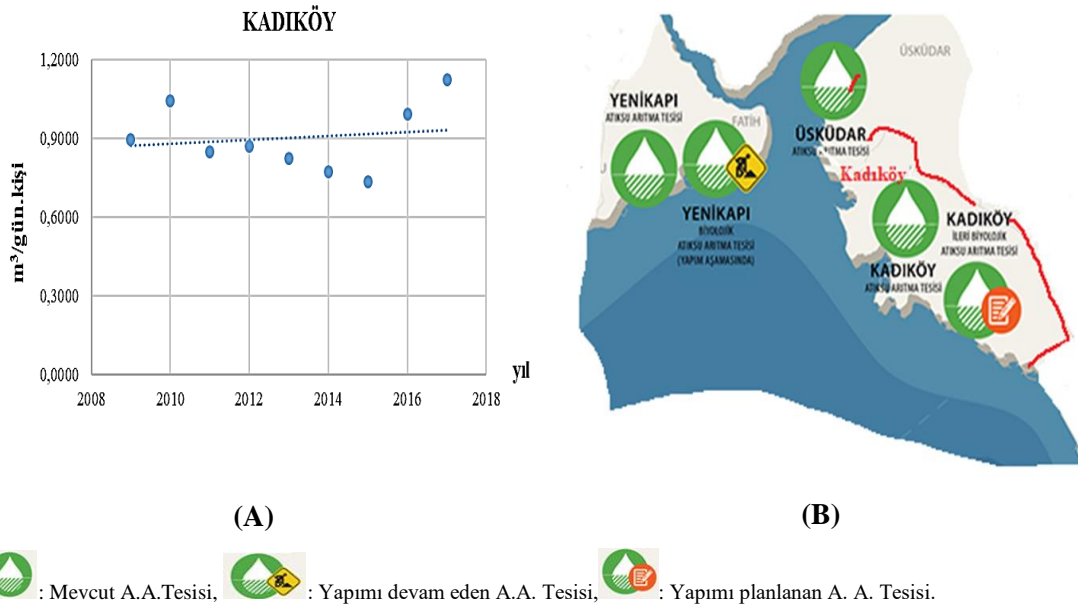 KADIKÖY
1,2000
0,9000
0,6000
0,3000
0,0000
m³/gün.kişi
2008 2010 2012 2014 2016 2018
yıl
(A)
ÜSKÜDAR
YENİKAPI
ATIKSU ARITMA TESİSİ
FATİH
ÜSKÜDAR
ATIKSU ARITMA TESİSİ
Kadıköy
YENİKAPI
BİYOLOJİK
ATIKSU ARITMA TESİSİ
(YAPIM AŞAMASINDA)
KADIKÖY
İLERİ BİYOLOJİK
ATIKSU ARITMA TESİSİ
KADIKÖY
ATIKSU ARITMA TESİSİ
(B)
: Mevcut A.A.Tesisi, : Yapımı devam eden A.A. Tesisi, : Yapımı planlanan A. A. Tesisi.